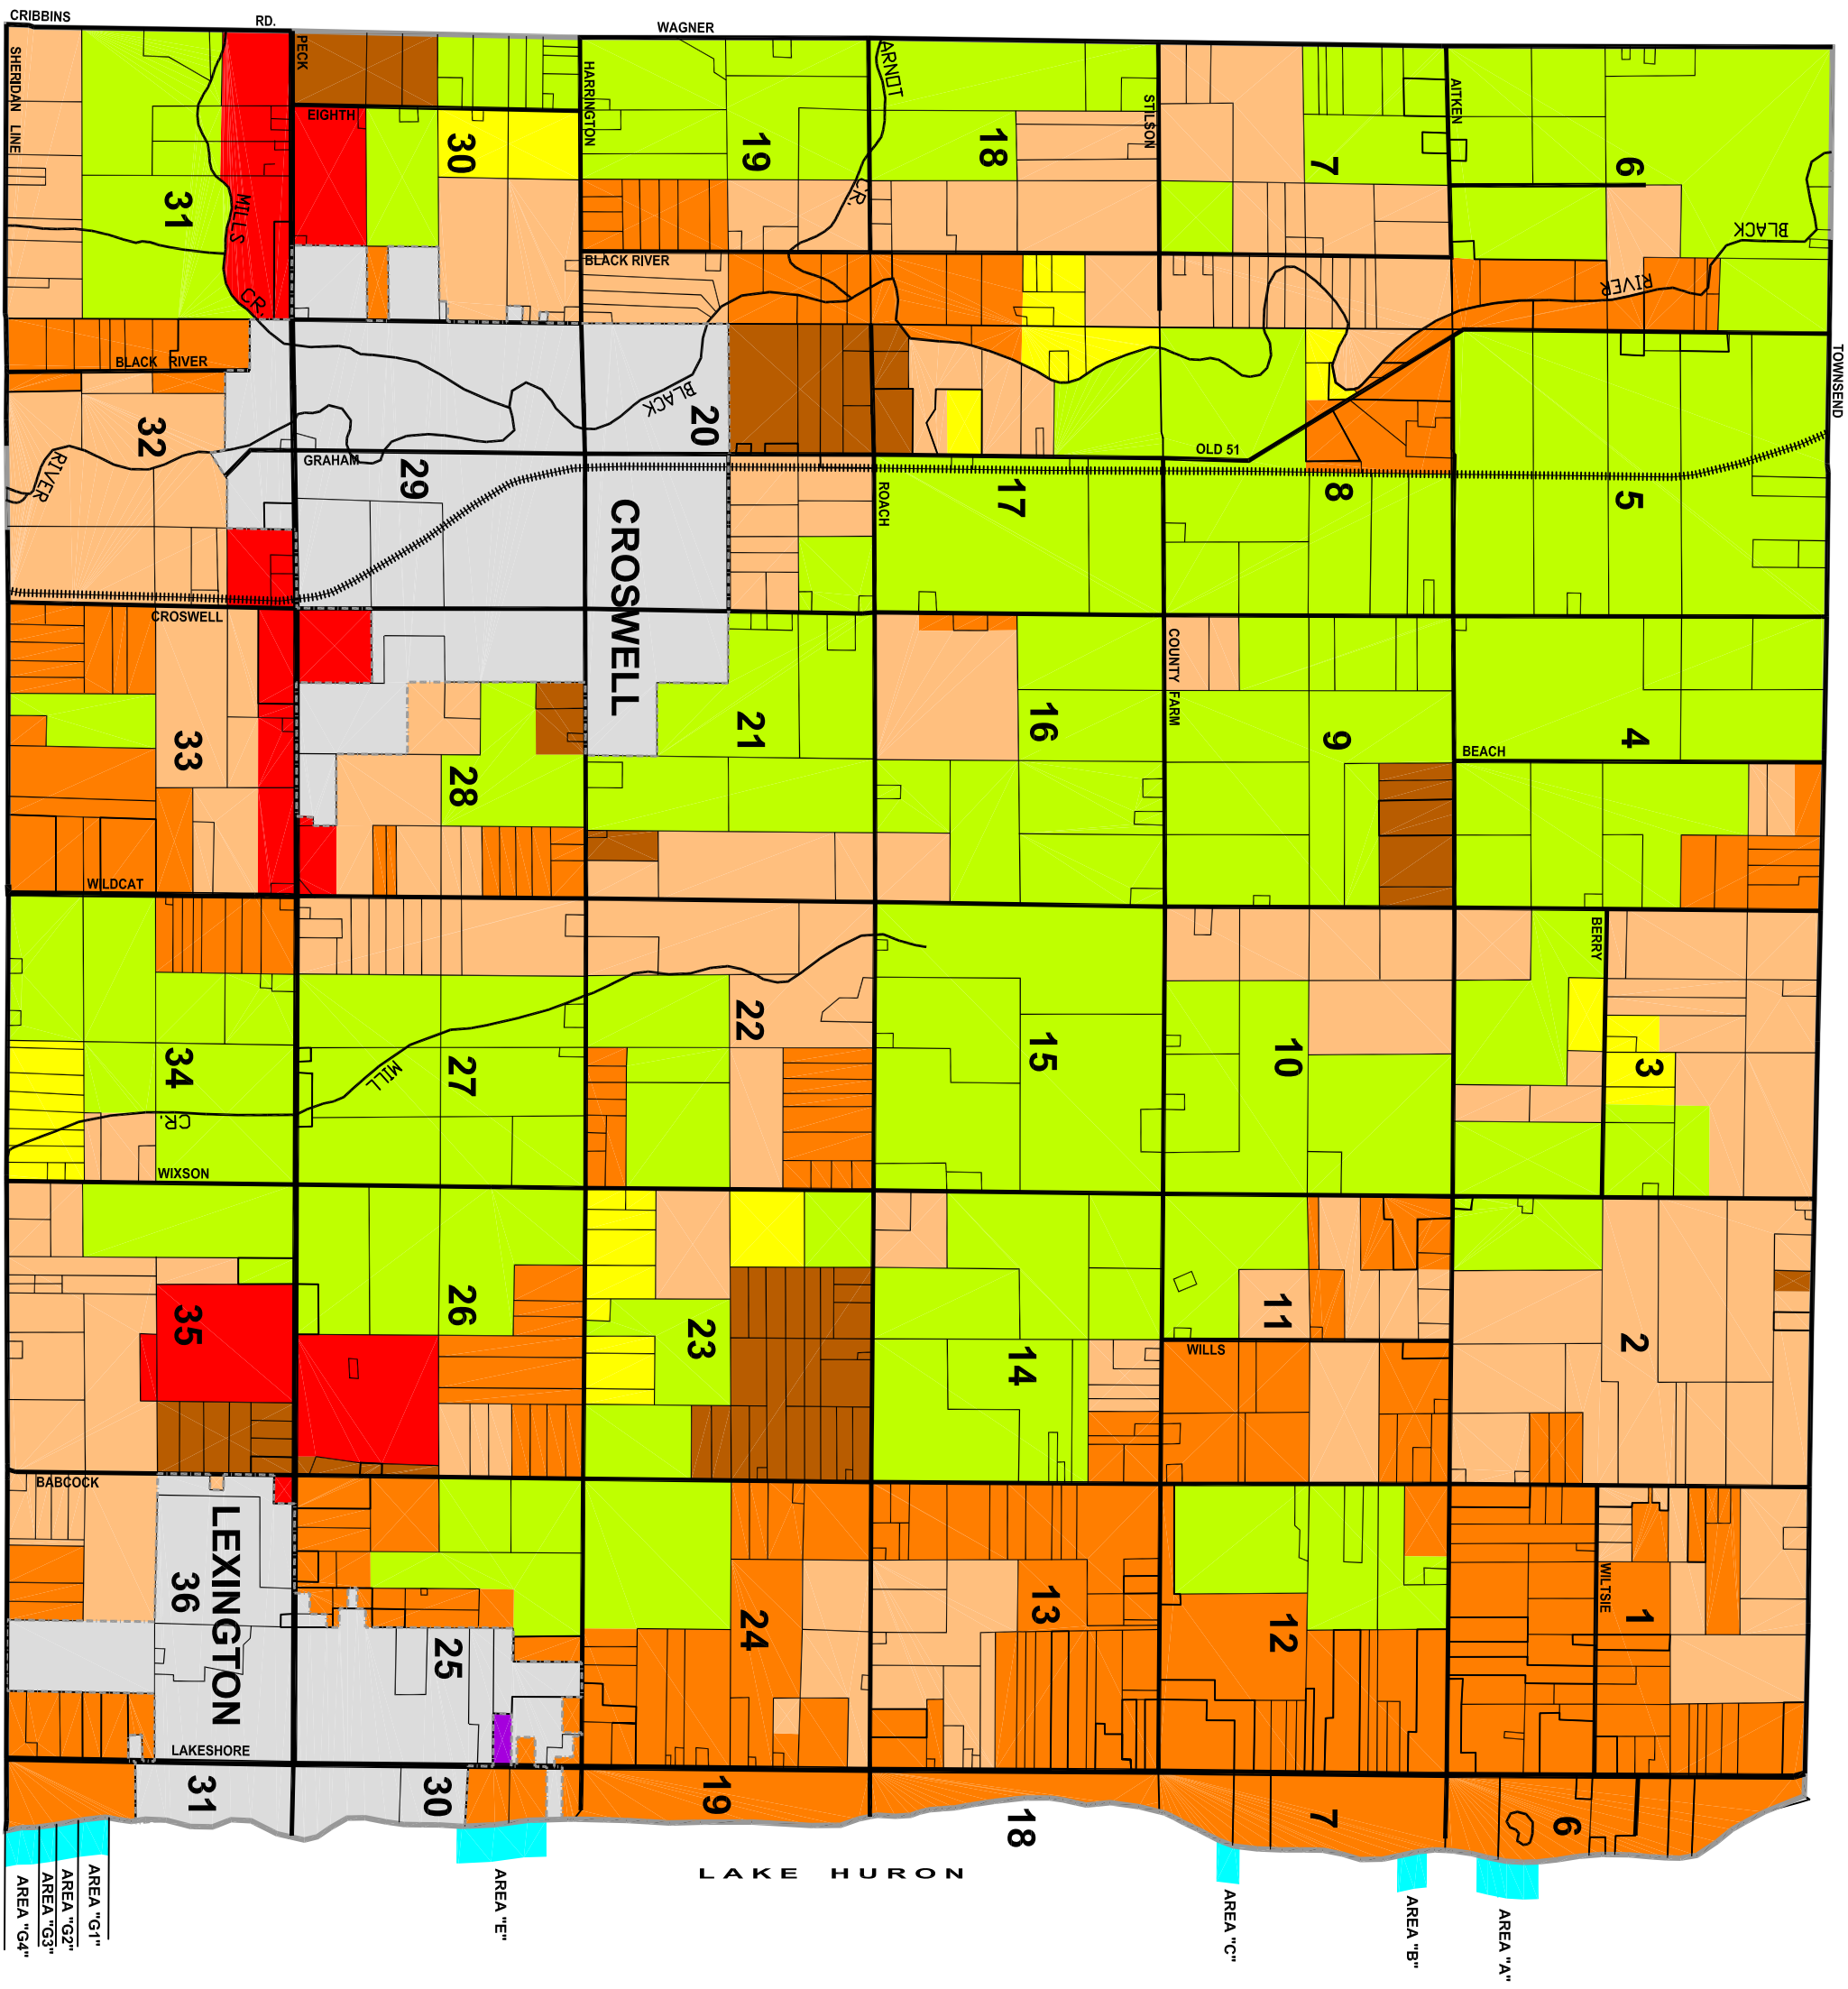 CRIBBINS
RD.
WAGNER
SHERIDAN LINE
PECK
HARRINGTON
ARNOT
CR.
STILSON
AITKEN
EIGHTH
30
19
18
7
6
31
MILLS
CR.
BLACK
RIVER
BLACK RIVER
TOWNSEND
BLACK RIVER
32
RIVER
BLACK
20
GRAHAM
29
OLD 51
CROSWELL
ROACH
17
8
5
CROSWELL
COUNTY FARM
33
28
21
16
9
BEACH
4
WILDCAT
BERRY
22
34
27
MILL
CR.
15
10
3
WIXSON
35
26
23
14
11
WILLS
2
BABCOCK
LEXINGTON
36
25
24
13
12
WILTSIE
1
LAKESHORE
31
30
19
18
7
6
LAKE HURON
AREA "G4"
AREA "G3"
AREA "G2"
AREA "G1"
AREA "E"
AREA "C"
AREA "B"
AREA "A"